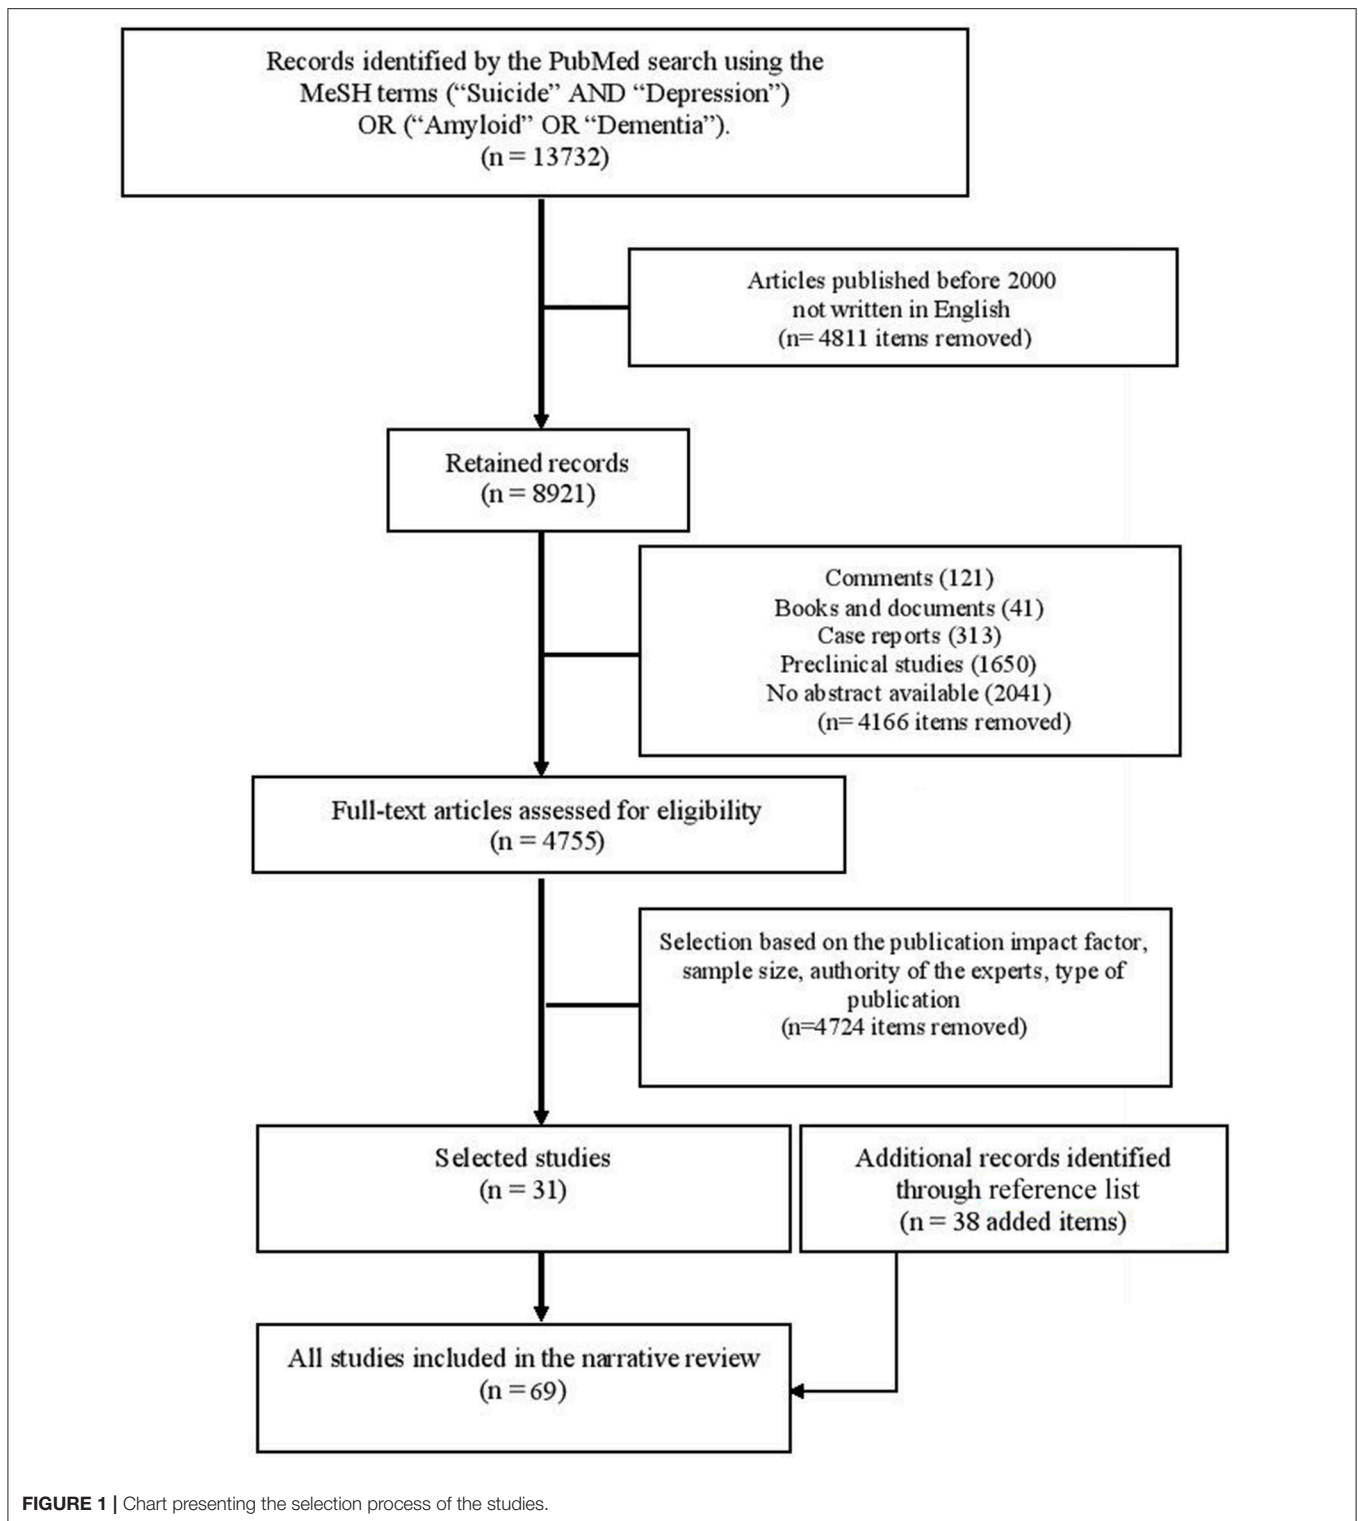 Records identified by the PubMed search using the
MeSH terms (“Suicide” AND “Depression”)
OR (“Amyloid” OR “Dementia”).
(n = 13732)
Articles published before 2000
not written in English
(n= 4811 items removed)
Retained records
(n = 8921)
Comments (121)
Books and documents (41)
Case reports (313)
Preclinical studies (1650)
No abstract available (2041)
(n= 4166 items removed)
Full-text articles assessed for eligibility
(n = 4755)
Selection based on the publication impact factor,
sample size, authority of the experts, type of
publication
(n=4724 items removed)
Selected studies
(n = 31)
Additional records identified
through reference list
(n = 38 added items)
All studies included in the narrative review
(n = 69)
FIGURE 1 | Chart presenting the selection process of the studies.